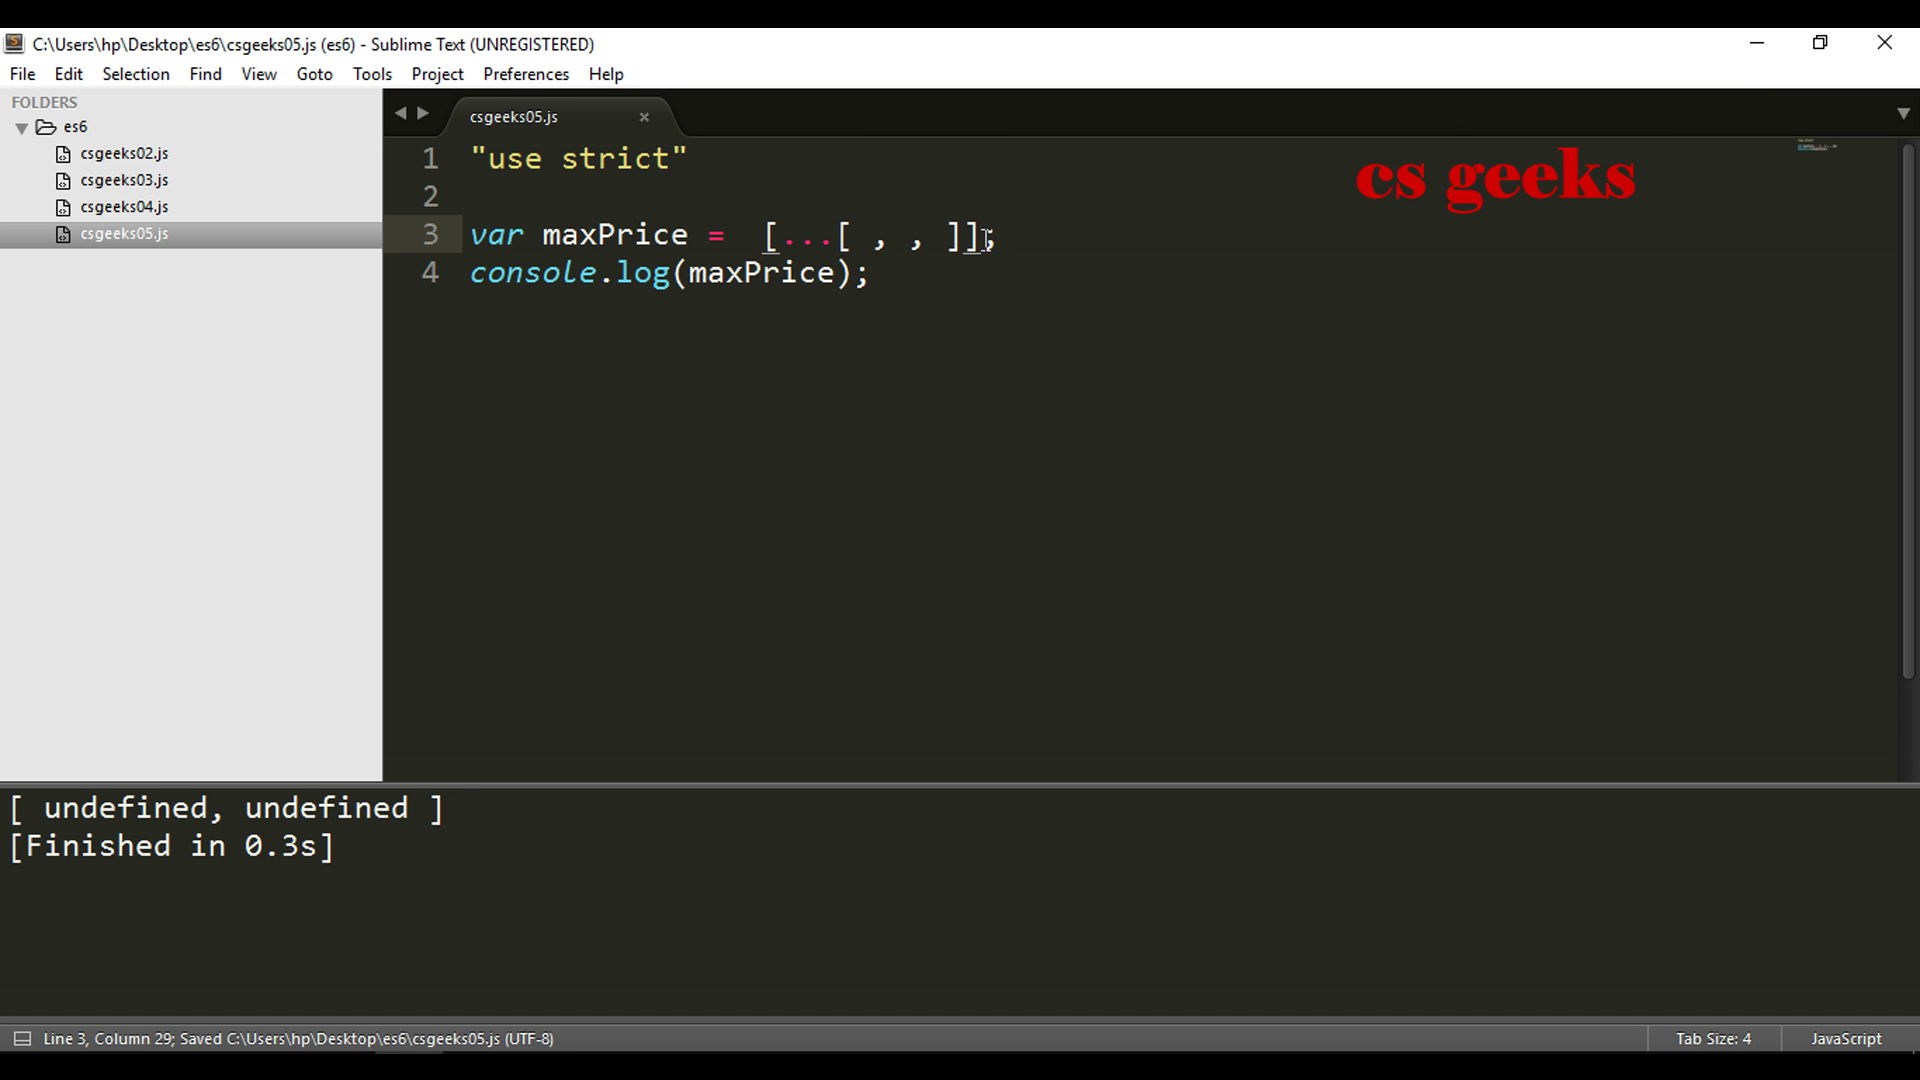 C:\Users\hp\Desktop\es6\csgeeks05.js (es6) - Sublime Text (UNREGISTERED)
File Edit Selection Find View Goto Tools Project Preferences Help
FOLDERS
es6
csgeeks02.js
csgeeks03.js
csgeeks04.js
csgeeks05.js
csgeeks05.js ×
1 "use strict"
cs geeks
2
3 var maxPrice =  [...[ , , ]];
4 console.log(maxPrice);
[ undefined, undefined ]
[Finished in 0.3s]
Line 3, Column 29; Saved C:\Users\hp\Desktop\es6\csgeeks05.js (UTF-8)
Tab Size: 4
JavaScript